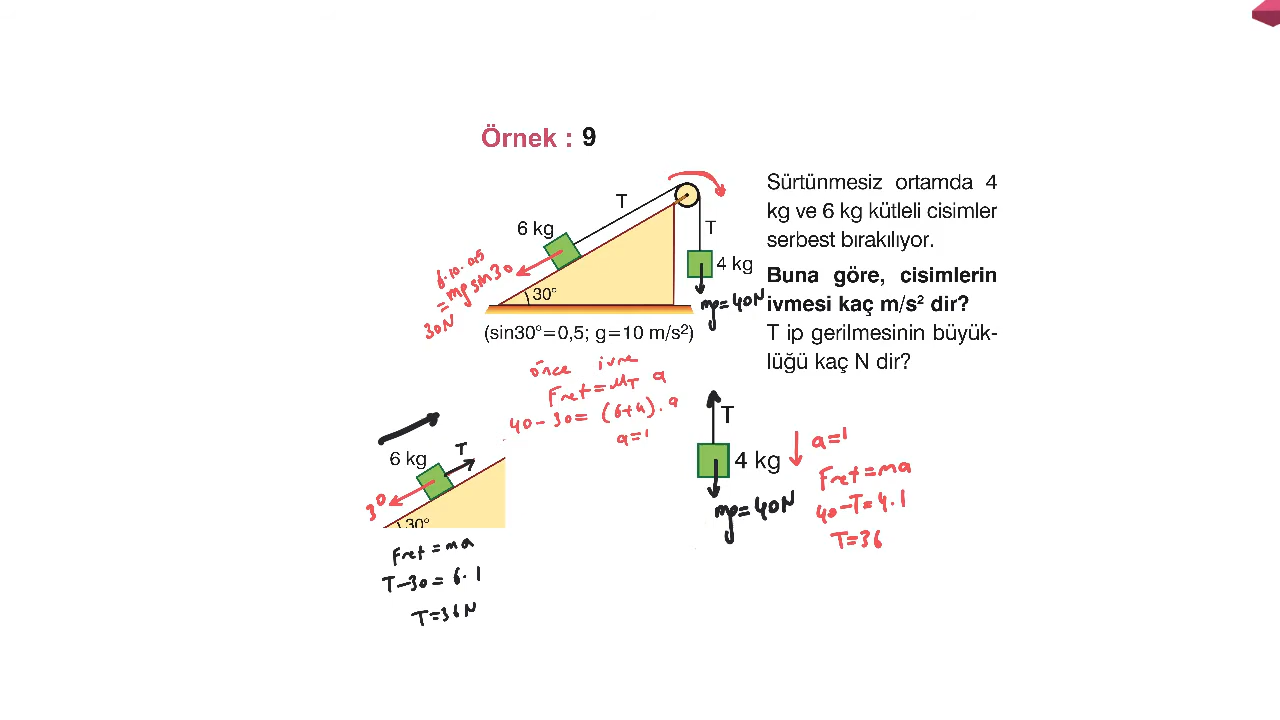 Örnek : 9
T
6 kg
T
4 kg
30°
6.10.0,5
= mg sin30
30N
mg=40N
(sin30°=0,5; g=10 m/s²)
Sürtünmesiz ortamda 4
kg ve 6 kg kütleli cisimler
serbest bırakılıyor.
Buna göre, cisimlerin
ivmesi kaç m/s² dir?
T ip gerilmesinin büyük-
lüğü kaç N dir?
önce ivme
Fnet = MT a
40-30= (6+4).a
a=1
6 kg
T
30
30°
Fnet = ma
T-30= 6.1
T=36N
T
4 kg
mg=40N
a=1
Fnet=ma
40-T=4.1
T=36